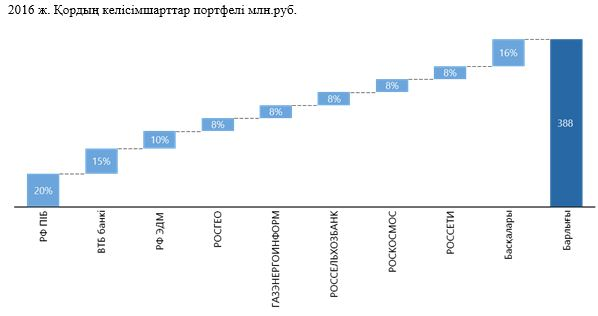 2016 ж. Қордың келісімшарттар портфелі млн.руб.
20%
15%
10%
8%
8%
8%
8%
8%
16%
388
РФ ПІБ
ВТБ банкі
РФ ЭДМ
РОСГЕО
ГАЗЭНЕРГОИНФОРМ
РОССЕЛЬХОЗБАНК
РОСКОСМОС
РОССЕТИ
Басқалары
Барлығы